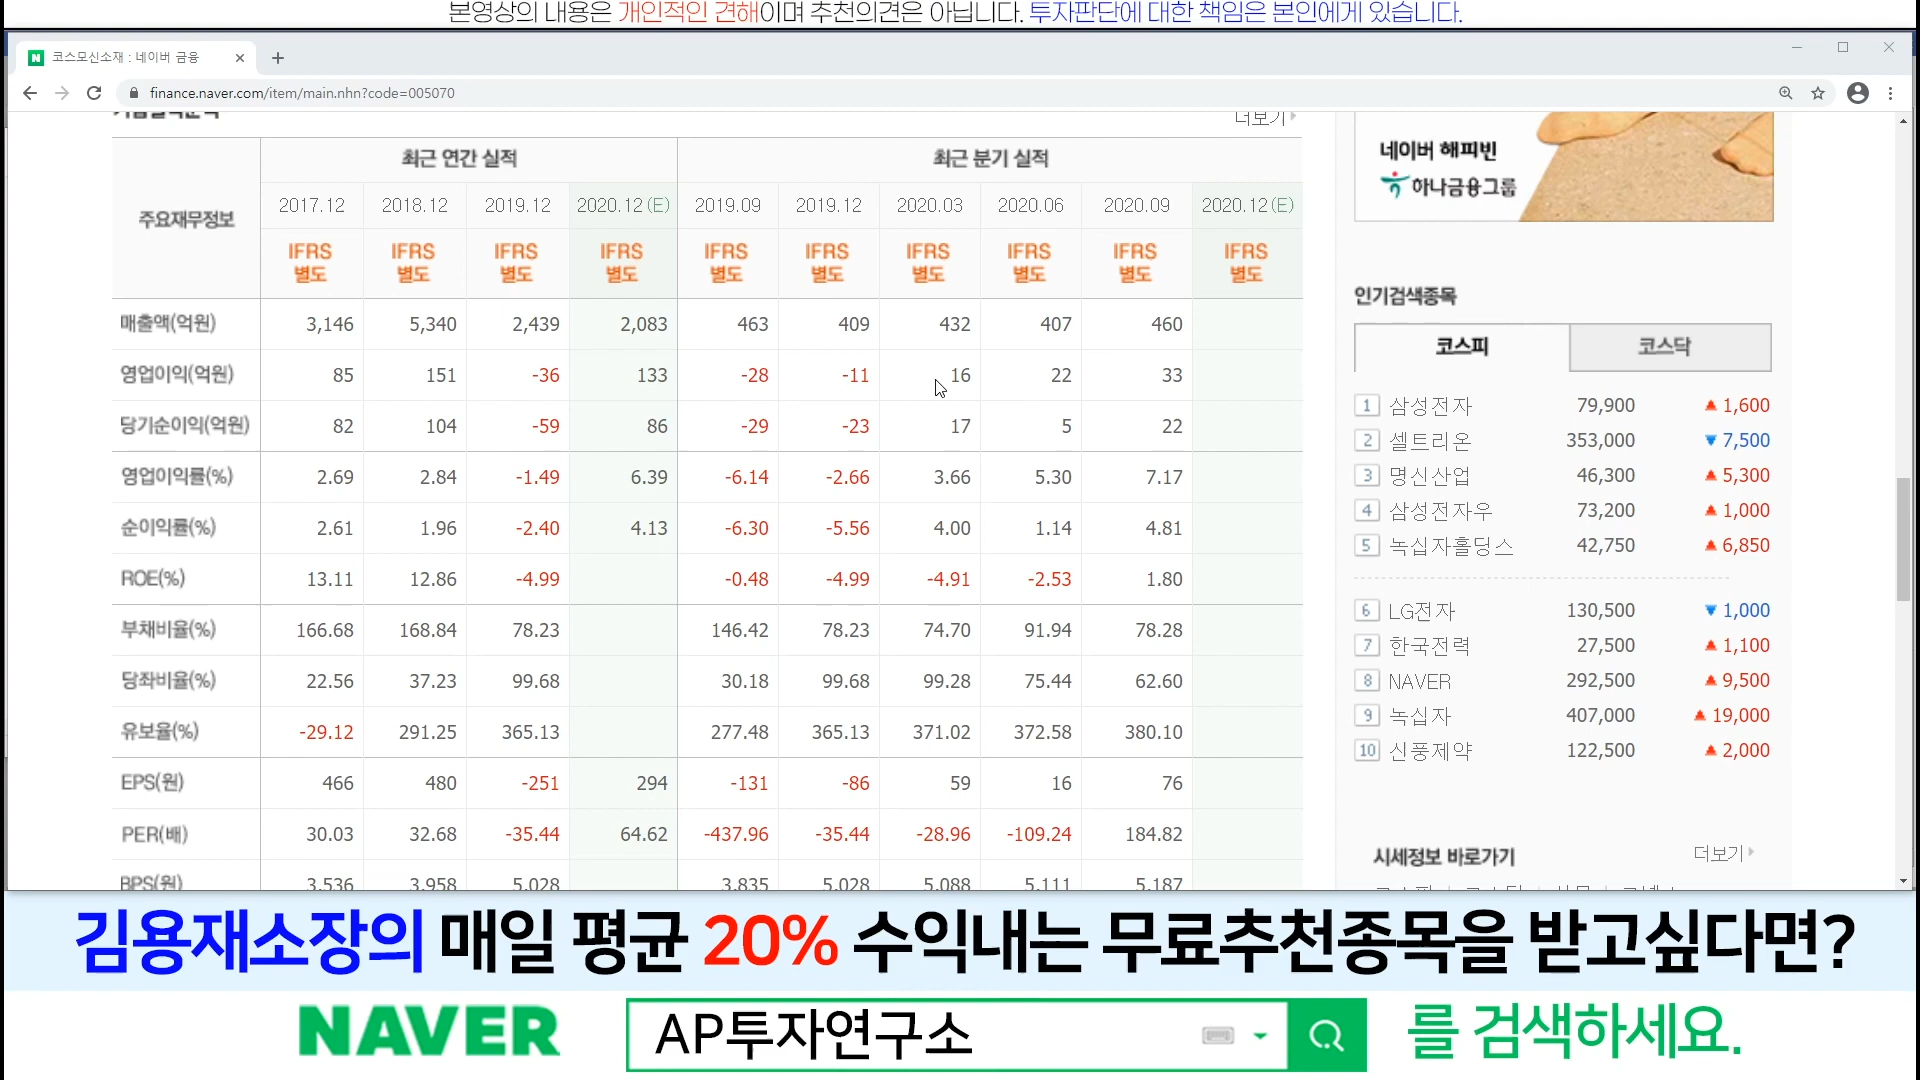 본영상의 내용은 개인적인 견해이며 추천의견은 아닙니다. 투자판단에 대한 책임은 본인에게 있습니다.
코스모신소재 : 네이버 금융
finance.naver.com/item/main.nhn?code=005070
더보기
주요재무정보 최근 연간 실적 최근 분기 실적
2017.12 2018.12 2019.12 2020.12(E) 2019.09 2019.12 2020.03 2020.06 2020.09 2020.12(E)
IFRS 별도 IFRS 별도 IFRS 별도 IFRS 별도 IFRS 별도 IFRS 별도 IFRS 별도 IFRS 별도 IFRS 별도 IFRS 별도
매출액(억원) 3,146 5,340 2,439 2,083 463 409 432 407 460
영업이익(억원) 85 151 -36 133 -28 -11 16 22 33
당기순이익(억원) 82 104 -59 86 -29 -23 17 5 22
영업이익률(%) 2.69 2.84 -1.49 6.39 -6.14 -2.66 3.66 5.30 7.17
순이익률(%) 2.61 1.96 -2.40 4.13 -6.30 -5.56 4.00 1.14 4.81
ROE(%) 13.11 12.86 -4.99 -0.48 -4.99 -4.91 -2.53 1.80
부채비율(%) 166.68 168.84 78.23 146.42 78.23 74.70 91.94 78.28
당좌비율(%) 22.56 37.23 99.68 30.18 99.68 99.28 75.44 62.60
유보율(%) -29.12 291.25 365.13 277.48 365.13 371.02 372.58 380.10
EPS(원) 466 480 -251 294 -131 -86 59 16 76
PER(배) 30.03 32.68 -35.44 64.62 -437.96 -35.44 -28.96 -109.24 184.82
BPS(원) 3,536 3,958 5,028 3,835 5,028 5,088 5,111 5,187
네이버 해피빈
하나금융그룹
인기검색종목
코스피 코스닥
1 삼성전자 79,900 ▲ 1,600
2 셀트리온 353,000 ▼ 7,500
3 명신산업 46,300 ▲ 5,300
4 삼성전자우 73,200 ▲ 1,000
5 녹십자홀딩스 42,750 ▲ 6,850
6 LG전자 130,500 ▼ 1,000
7 한국전력 27,500 ▲ 1,100
8 NAVER 292,500 ▲ 9,500
9 녹십자 407,000 ▲ 19,000
10 신풍제약 122,500 ▲ 2,000
시세정보 바로가기 더보기
김용재소장의 매일 평균 20% 수익내는 무료추천종목을 받고싶다면?
NAVER AP투자연구소 를 검색하세요.